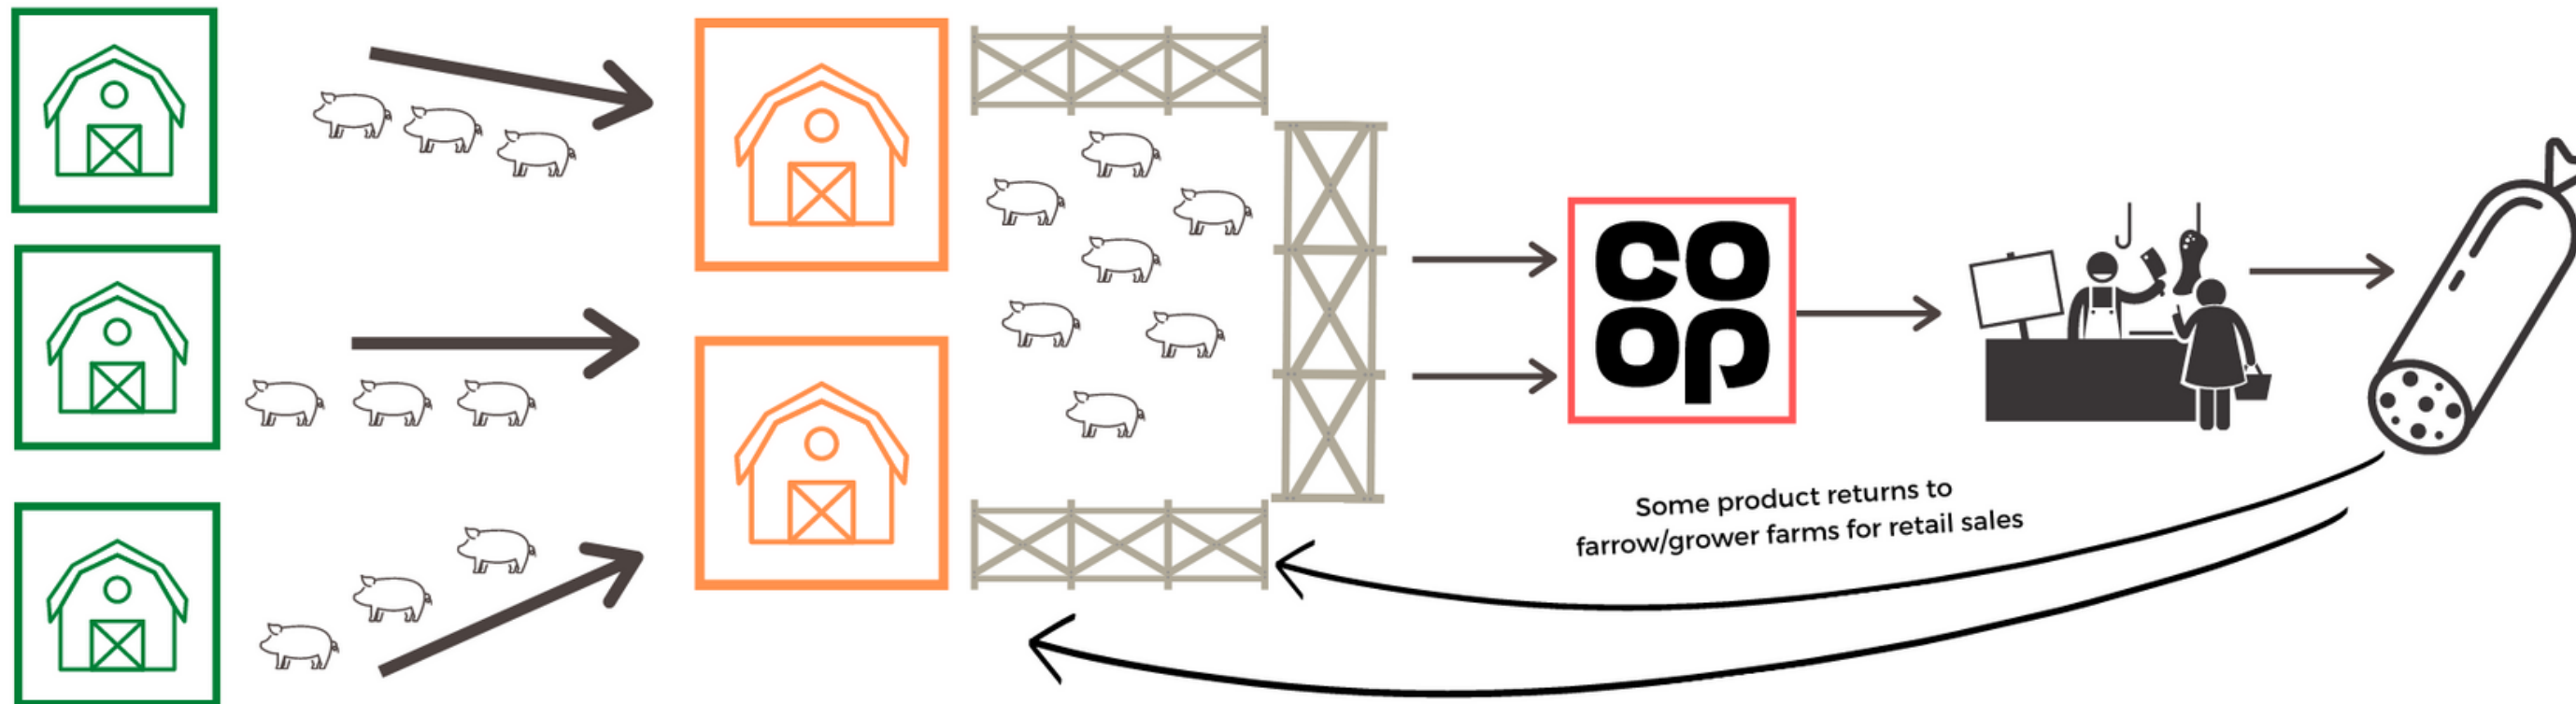 co
op
Some product returns to
farrow/grower farms for retail sales